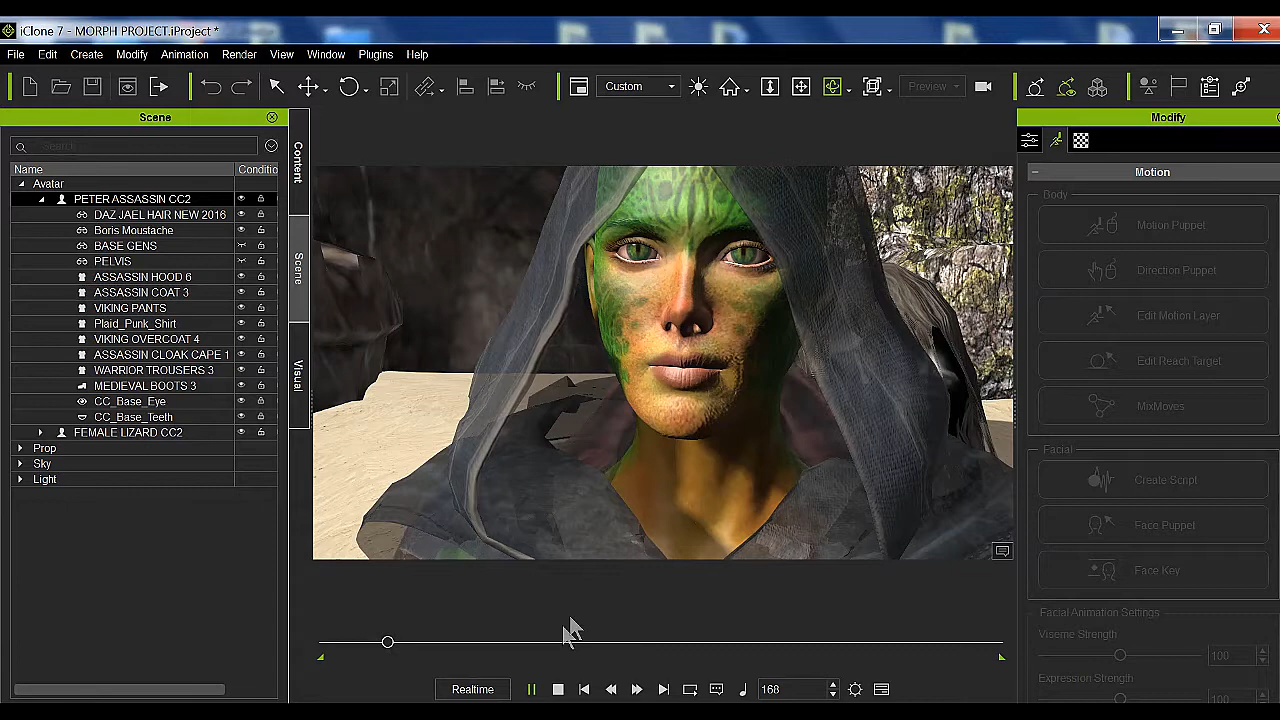 iClone 7 - MORPH PROJECT.iProject *
File Edit Create Modify Animation Render View Window Plugins Help
Custom
Preview
Scene
Search
Name Conditio
Avatar
PETER ASSASSIN CC2
DAZ JAEL HAIR NEW 2016
Boris Moustache
BASE GENS
PELVIS
ASSASSIN HOOD 6
ASSASSIN COAT 3
VIKING PANTS
Plaid_Punk_Shirt
VIKING OVERCOAT 4
ASSASSIN CLOAK CAPE 1
WARRIOR TROUSERS 3
MEDIEVAL BOOTS 3
CC_Base_Eye
CC_Base_Teeth
FEMALE LIZARD CC2
Prop
Sky
Light
Content
Scene
Visual
Realtime
168
Modify
Motion
Body
Motion Puppet
Direction Puppet
Edit Motion Layer
Edit Reach Target
MixMoves
Facial
Create Script
Face Puppet
Face Key
Facial Animation Settings
Viseme Strength
100
Expression Strength
100